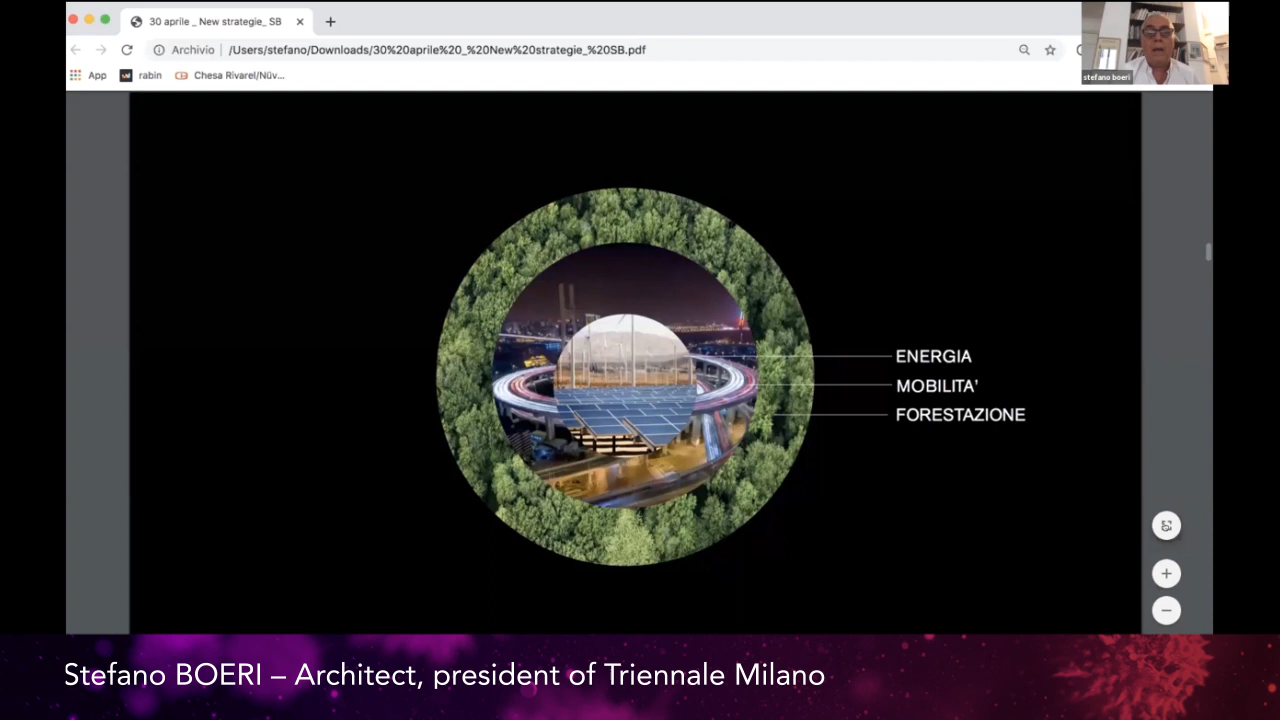 30 aprile _ New strategie_ SB
Archivio
/Users/stefano/Downloads/30%20aprile%20_%20New%20strategie_%20SB.pdf
App
rabin
Chesa Rivarel/Nüv...
stefano boeri
ENERGIA
MOBILITA'
FORESTAZIONE
Stefano BOERI – Architect, president of Triennale Milano